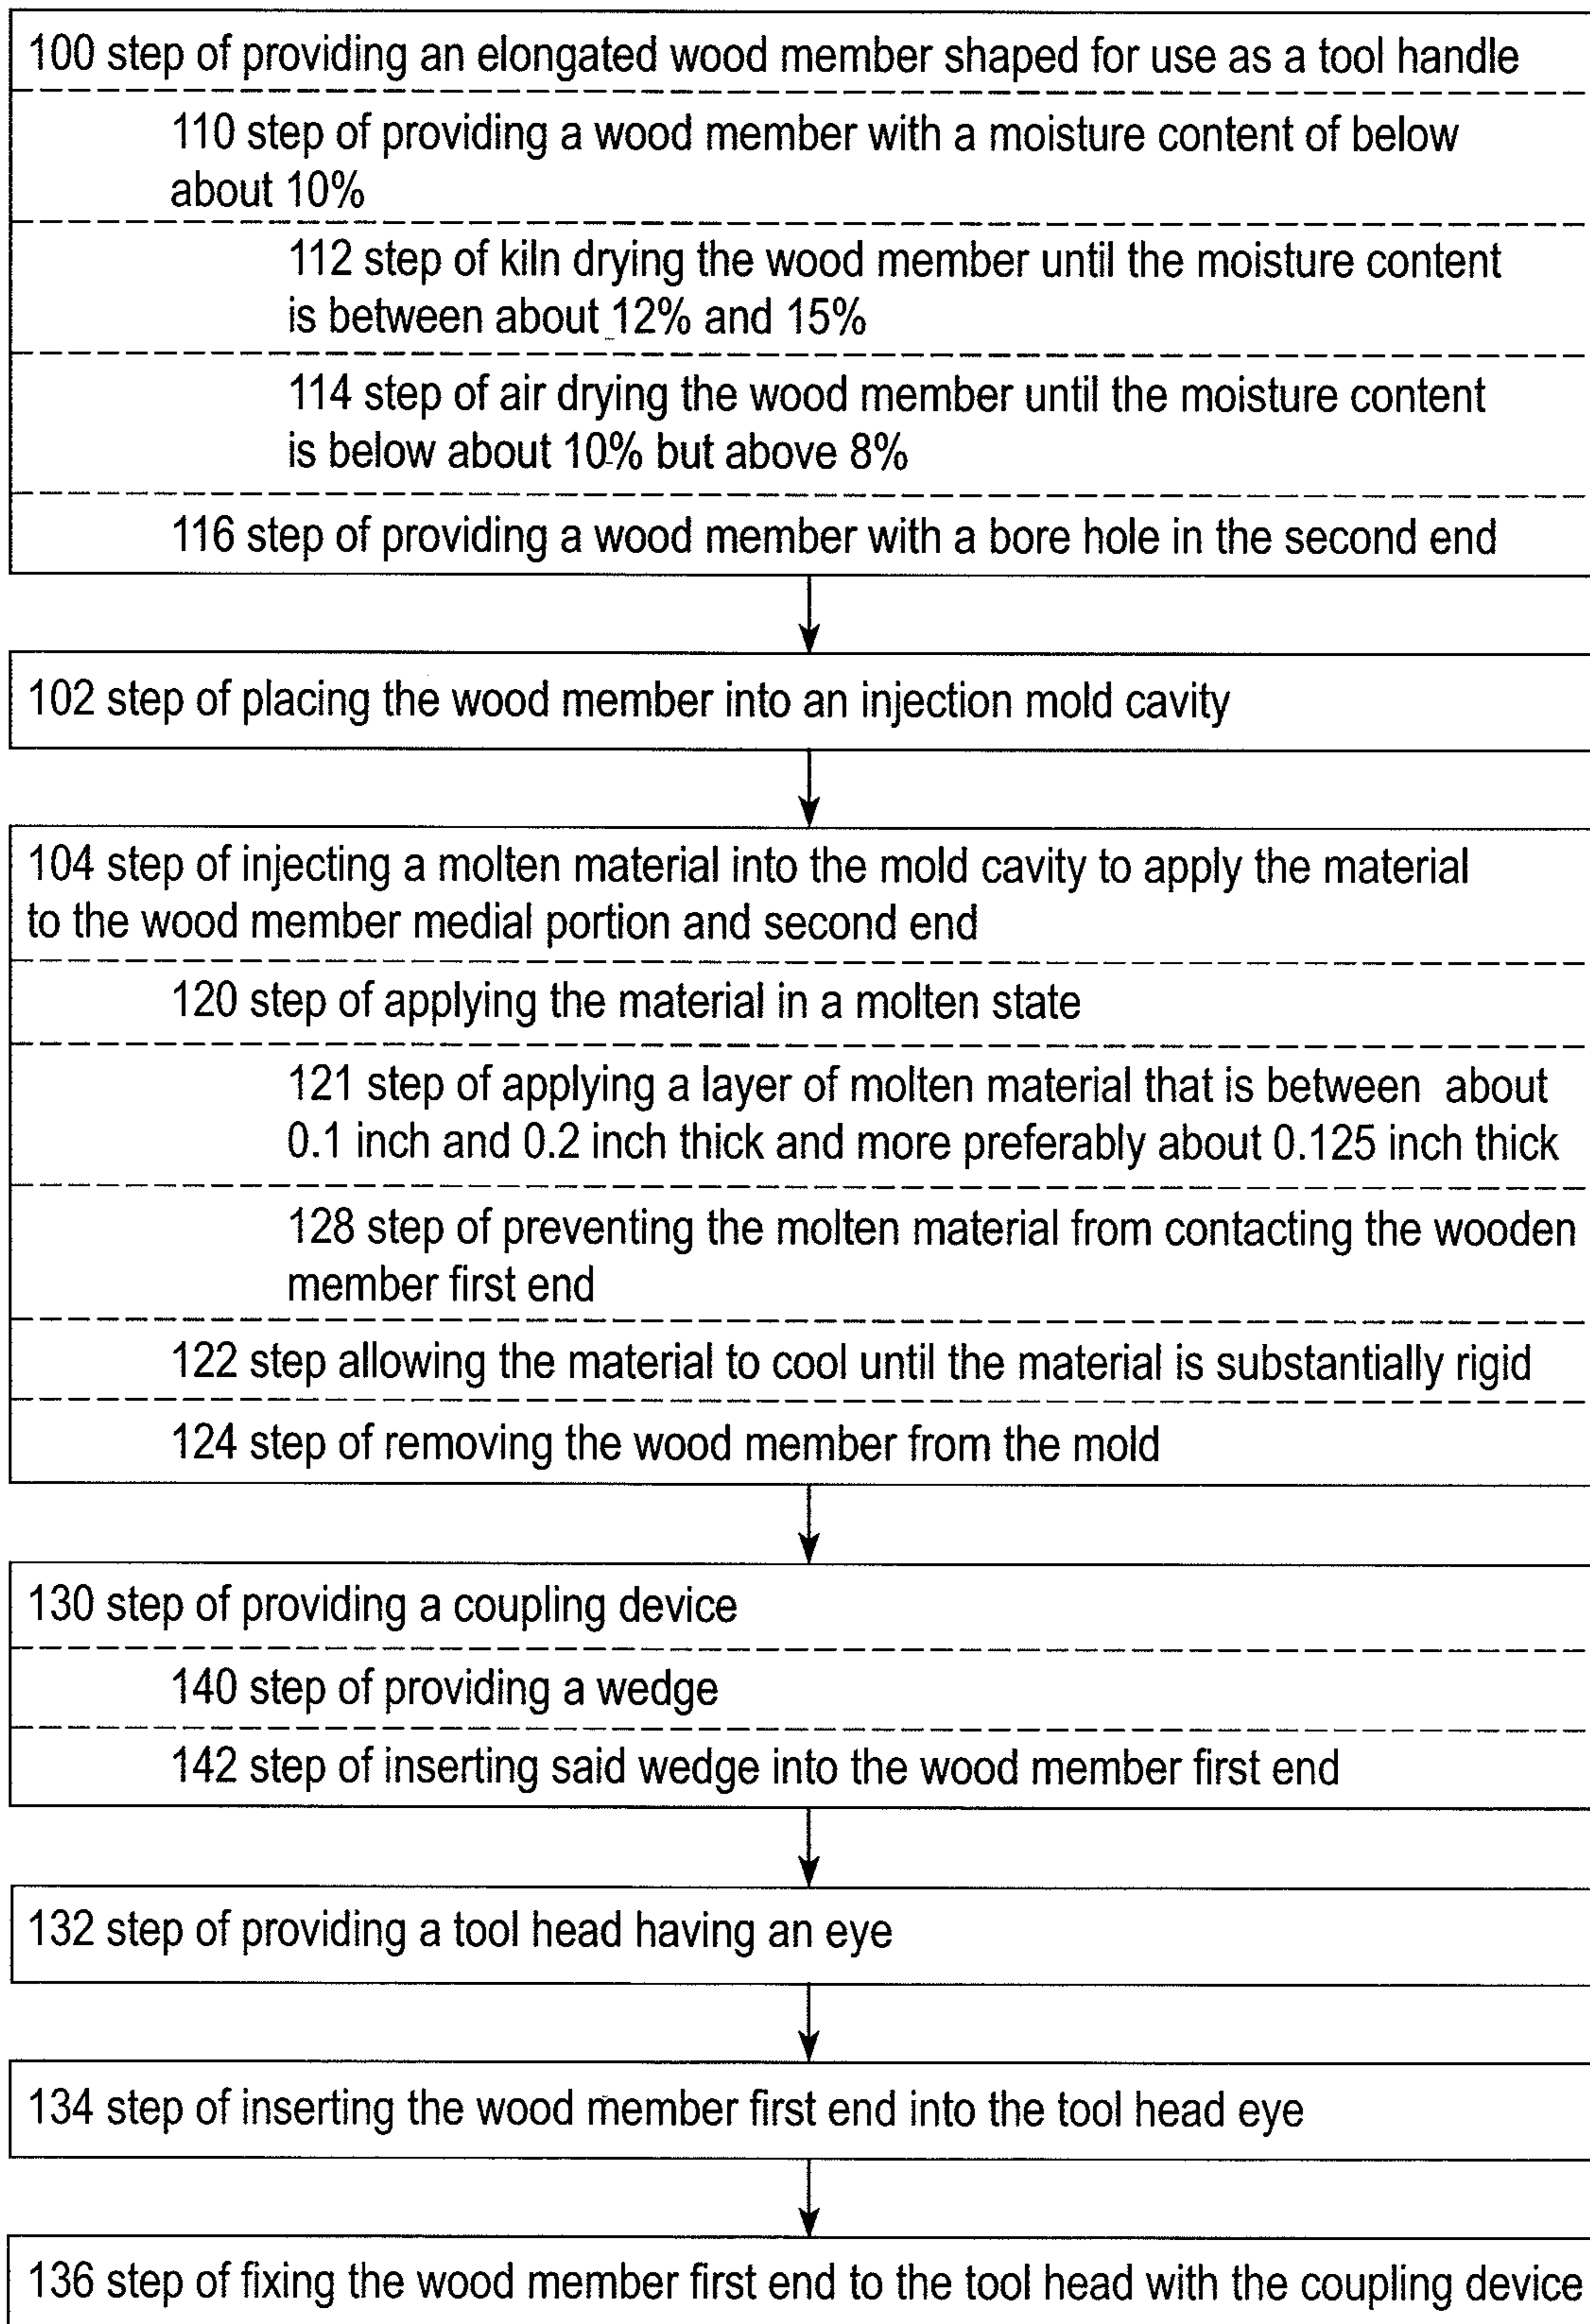 100 step of providing an elongated wood member shaped for use as a tool handle
110 step of providing a wood member with a moisture content of below
about 10%
112 step of kiln drying the wood member until the moisture content
is between about 12% and 15%
114 step of air drying the wood member until the moisture content
is below about 10% but above 8%
116 step of providing a wood member with a bore hole in the second end
102 step of placing the wood member into an injection mold cavity
104 step of injecting a molten material into the mold cavity to apply the material
to the wood member medial portion and second end
120 step of applying the material in a molten state
121 step of applying a layer of molten material that is between about
0.1 inch and 0.2 inch thick and more preferably about 0.125 inch thick
128 step of preventing the molten material from contacting the wooden
member first end
122 step allowing the material to cool until the material is substantially rigid
124 step of removing the wood member from the mold
130 step of providing a coupling device
140 step of providing a wedge
142 step of inserting said wedge into the wood member first end
132 step of providing a tool head having an eye
134 step of inserting the wood member first end into the tool head eye
136 step of fixing the wood member first end to the tool head with the coupling device